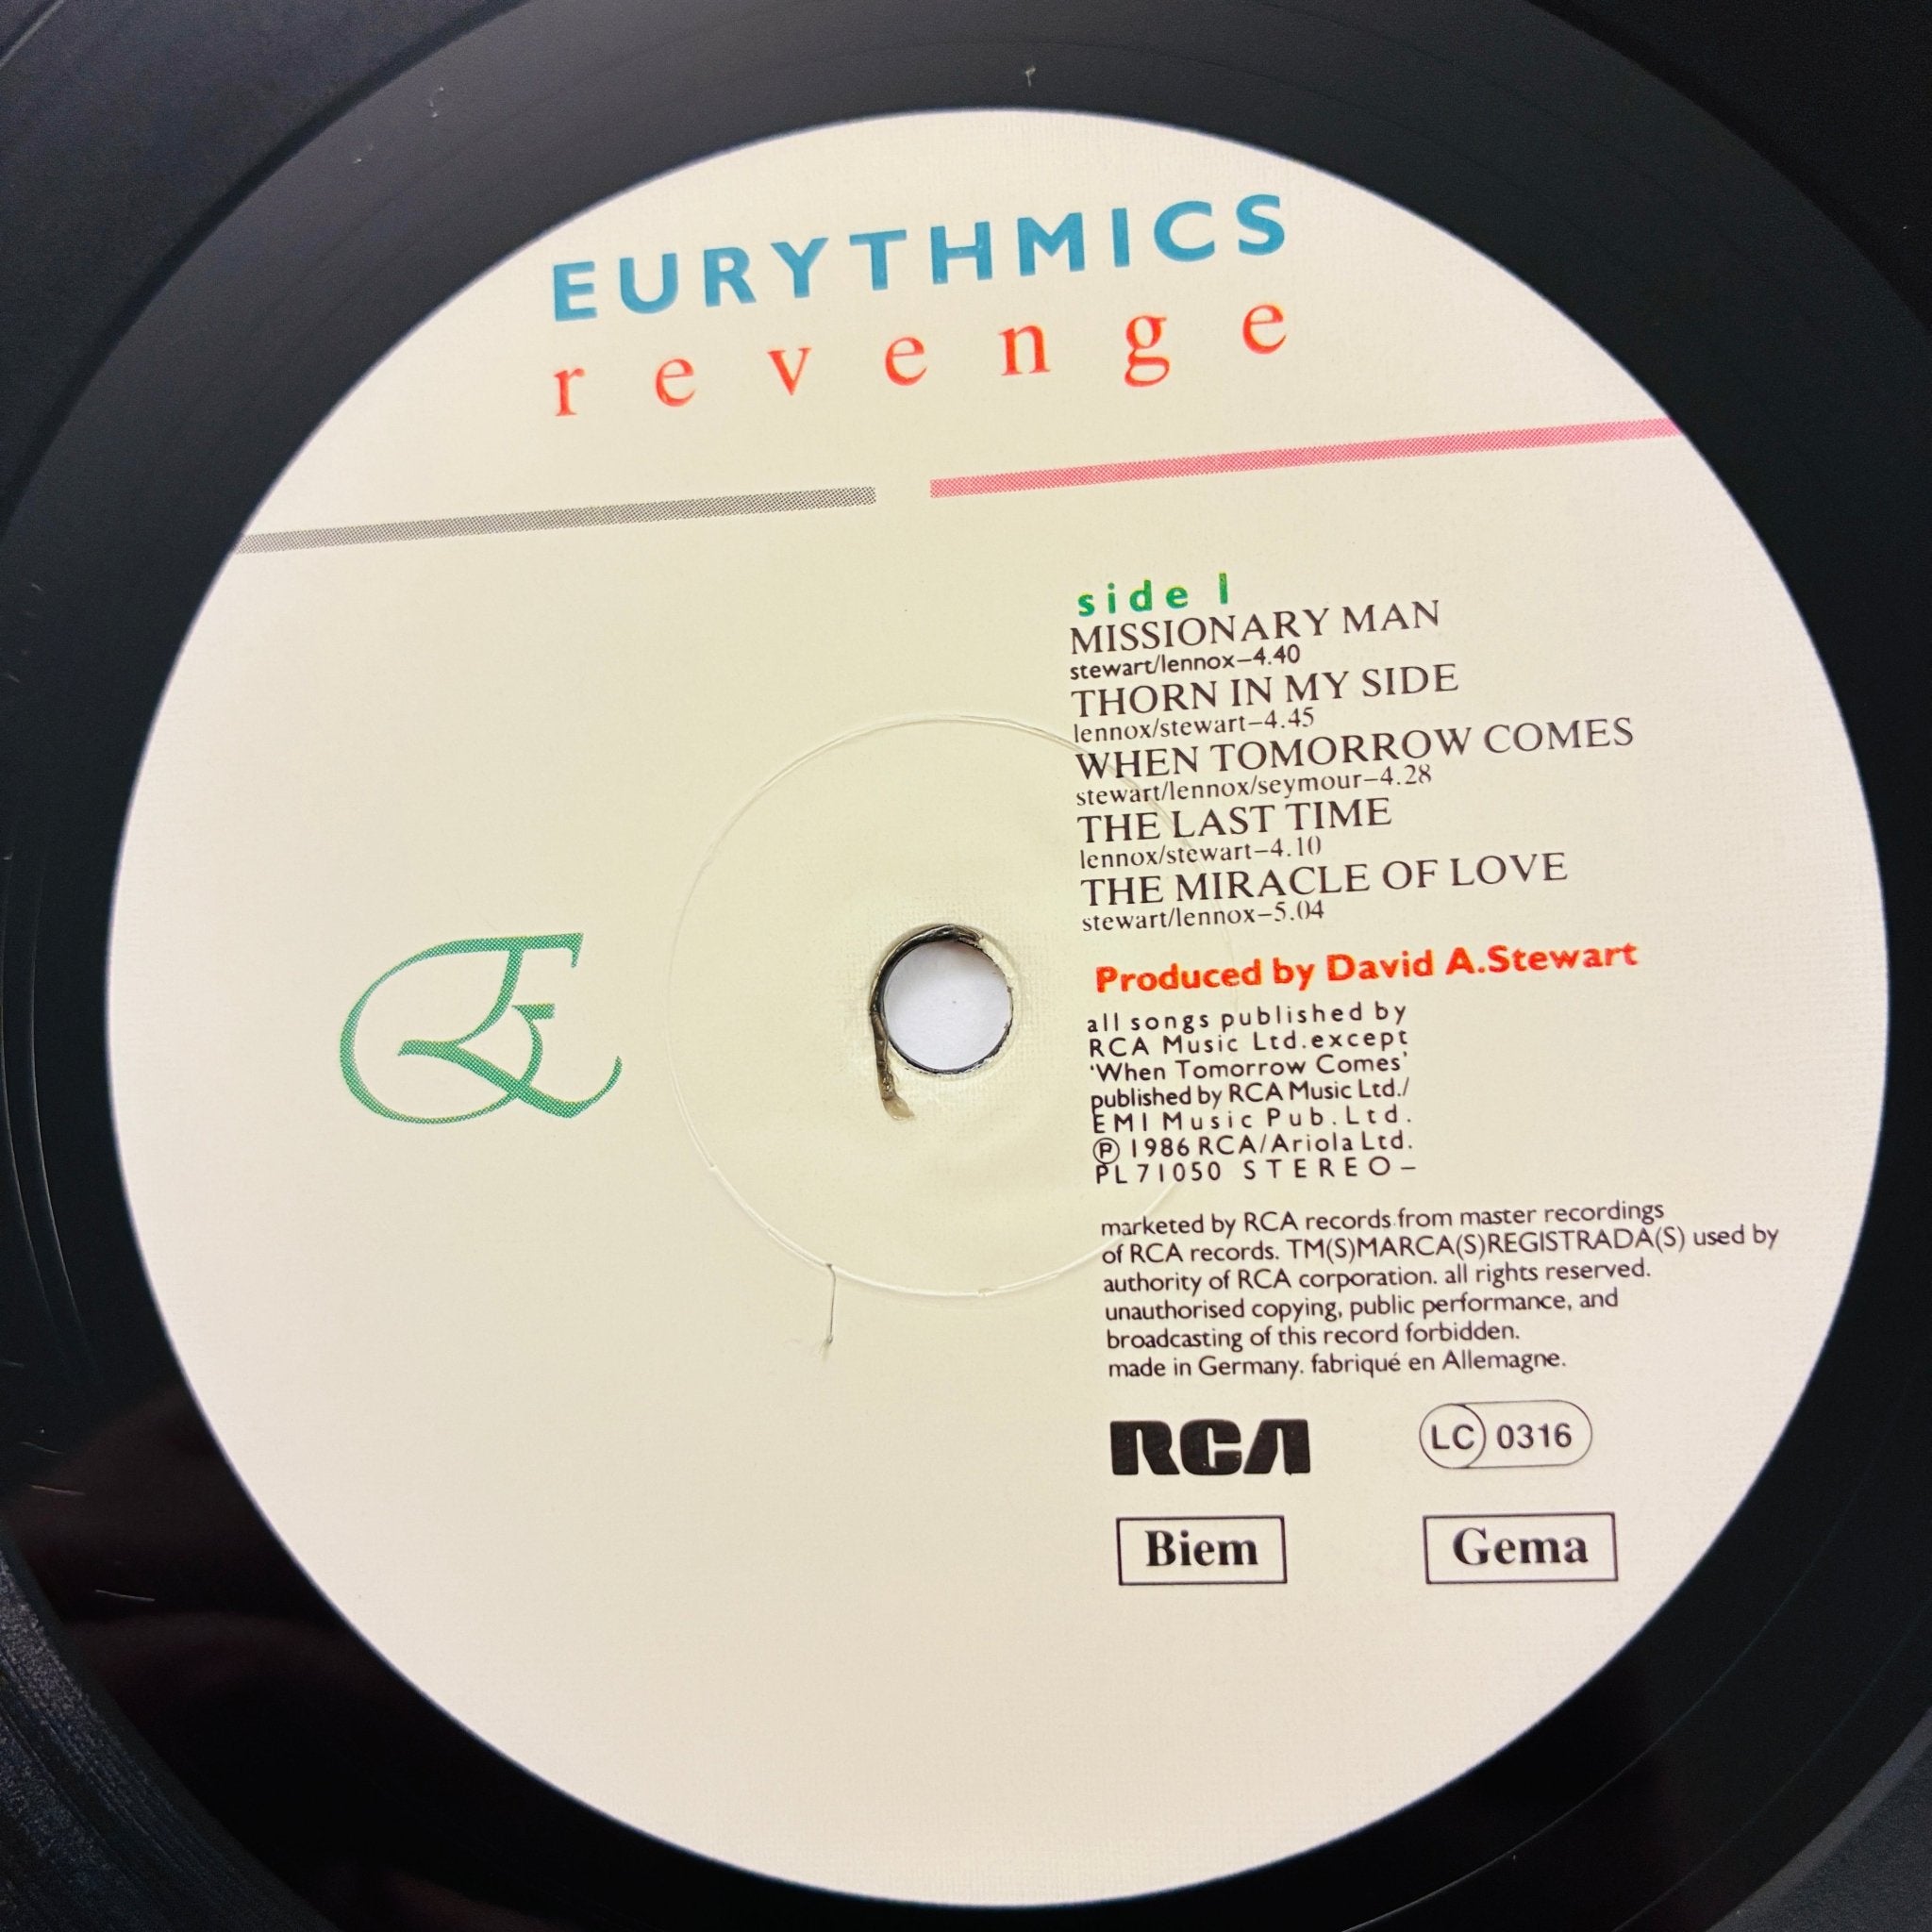 EURYTHMICS
revenge
side 1
MISSIONARY MAN
stewart/lennox–4.40
THORN IN MY SIDE
lennox/stewart–4.45
WHEN TOMORROW COMES
stewart/lennox/seymour–4.28
THE LAST TIME
lennox/stewart–4.10
THE MIRACLE OF LOVE
stewart/lennox–5.04
Produced by David A.Stewart
all songs published by
RCA Music Ltd.except
‘When Tomorrow Comes’
published by RCA Music Ltd./
EMI Music Pub.Ltd.
℗ 1986 RCA/Ariola Ltd.
PL71050 STEREO–
marketed by RCA records from master recordings
of RCA records. TM(S)MARCA(S)REGISTRADA(S) used by
authority of RCA corporation. all rights reserved.
unauthorised copying, public performance, and
broadcasting of this record forbidden.
made in Germany. fabriqué en Allemagne.
RCA LC 0316
Biem Gema